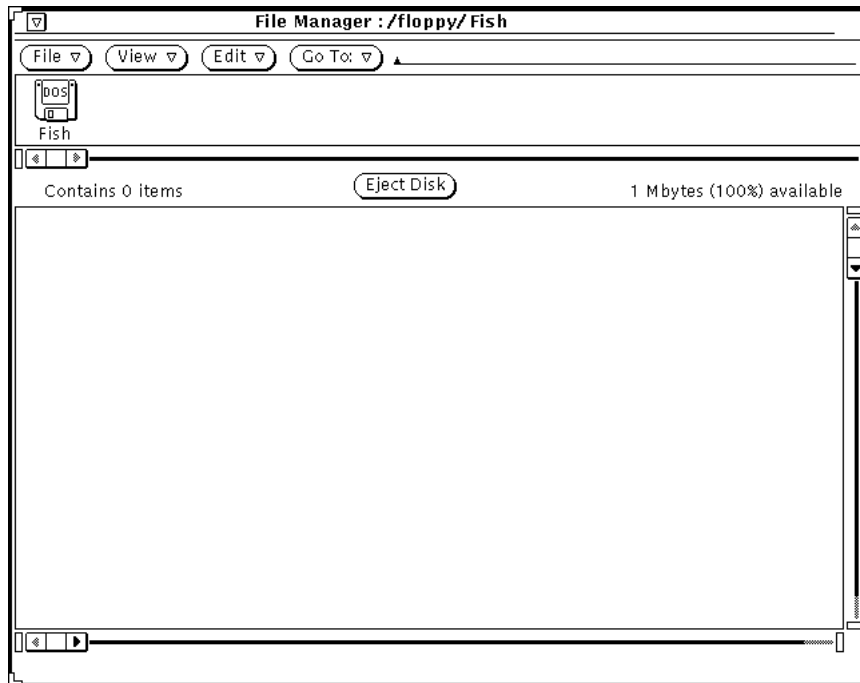 File Manager : /floppy/Fish
File View Edit Go To:
DOS
Fish
Contains 0 items Eject Disk 1 Mbytes (100%) available